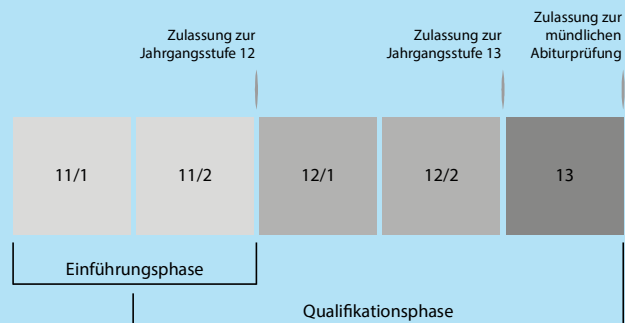 Zulassung zur
Jahrgangsstufe 12
Zulassung zur
Jahrgangsstufe 13
Zulassung zur
mündlichen
Abiturprüfung
11/1
11/2
12/1
12/2
13
Einführungsphase
Qualifikationsphase